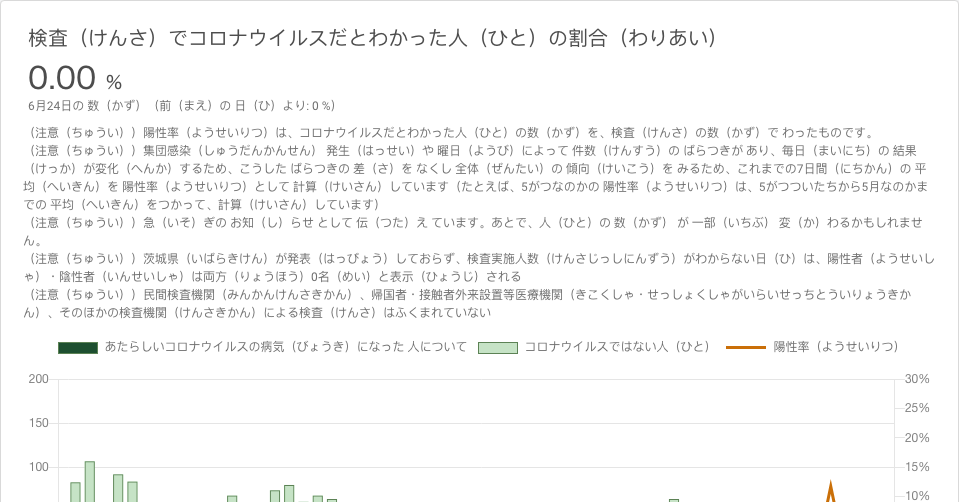 検査（けんさ）でコロナウイルスだとわかった人（ひと）の割合（わりあい）
0.00 %
6月24日の 数（かず）（前（まえ）の 日（ひ）より: 0 %）
（注意（ちゅうい））陽性率（ようせいりつ）は、コロナウイルスだとわかった人（ひと）の数（かず）を、検査（けんさ）の数（かず）で わったものです。
（注意（ちゅうい））集団感染（しゅうだんかんせん） 発生（はっせい）や 曜日（ようび）によって 件数（けんすう）の ばらつきが あり、毎日（まいにち）の 結果
（けっか）が変化（へんか）するため、こうした ばらつきの 差（さ）を なくし 全体（ぜんたい）の 傾向（けいこう）を みるため、これまでの7日間（にちかん）の 平
均（へいきん）を 陽性率（ようせいりつ）として 計算（けいさん）しています（たとえば、5がつなのかの 陽性率（ようせいりつ）は、5がつついたちから5月なのかま
での 平均（へいきん）をつかって、計算（けいさん）しています）
（注意（ちゅうい））急（いそ）ぎの お知（し）らせ として 伝（つた）え ています。あとで、人（ひと）の 数（かず） が 一部（いちぶ） 変（か）わるかもしれませ
ん。
（注意（ちゅうい））茨城県（いばらきけん）が発表（はっぴょう）しておらず、検査実施人数（けんさじっしにんずう）がわからない日（ひ）は、陽性者（ようせいし
ゃ）・陰性者（いんせいしゃ）は両方（りょうほう）0名（めい）と表示（ひょうじ）される
（注意（ちゅうい））民間検査機関（みんかんけんさきかん）、帰国者・接触者外来設置等医療機関（きこくしゃ・せっしょくしゃがいらいせっちとういりょうきか
ん）、そのほかの検査機関（けんさきかん）による検査（けんさ）はふくまれていない
あたらしいコロナウイルスの病気（びょうき）になった 人について コロナウイルスではない人（ひと） 陽性率（ようせいりつ）
200 30%
25%
150
20%
100 15%
10%